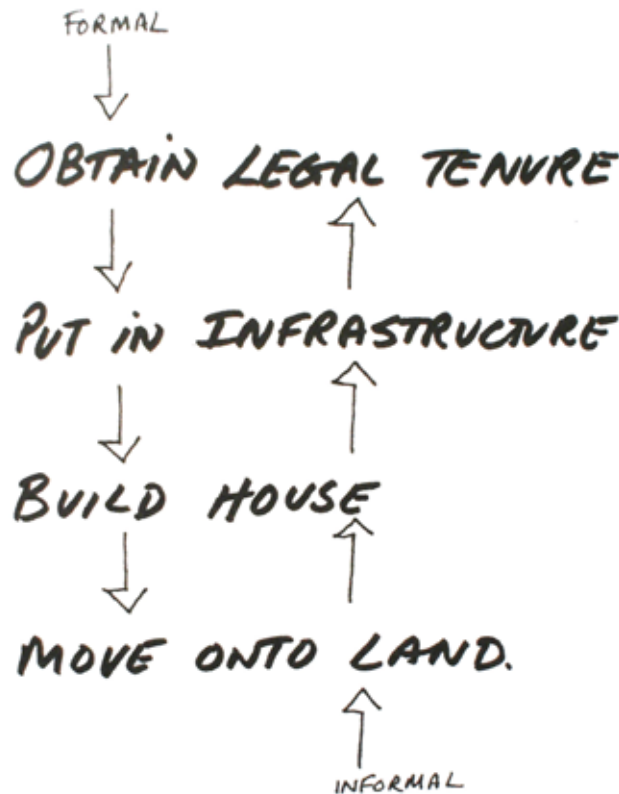 FORMAL
OBTAIN LEGAL TENURE
PUT IN INFRASTRUCTURE
BUILD HOUSE
MOVE ONTO LAND.
INFORMAL